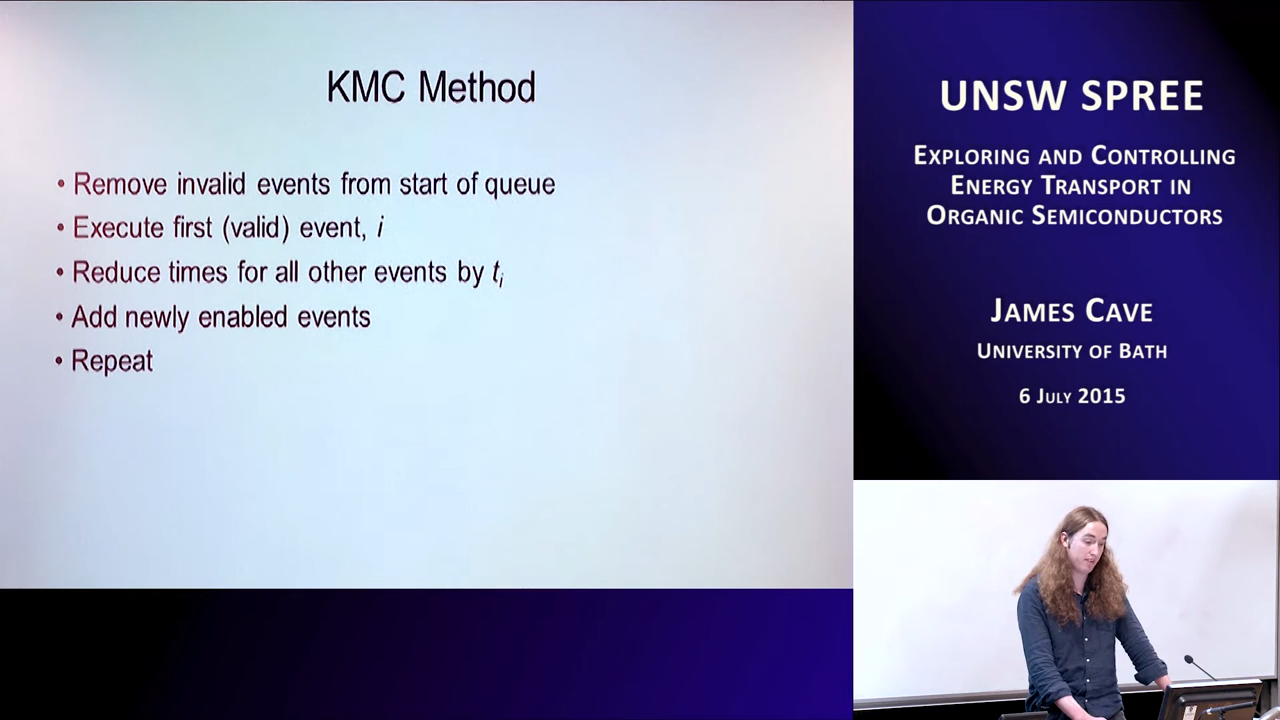 KMC Method
• Remove invalid events from start of queue
• Execute first (valid) event, i
• Reduce times for all other events by ti
• Add newly enabled events
• Repeat
UNSW SPREE
EXPLORING AND CONTROLLING
ENERGY TRANSPORT IN
ORGANIC SEMICONDUCTORS
JAMES CAVE
UNIVERSITY OF BATH
6 JULY 2015